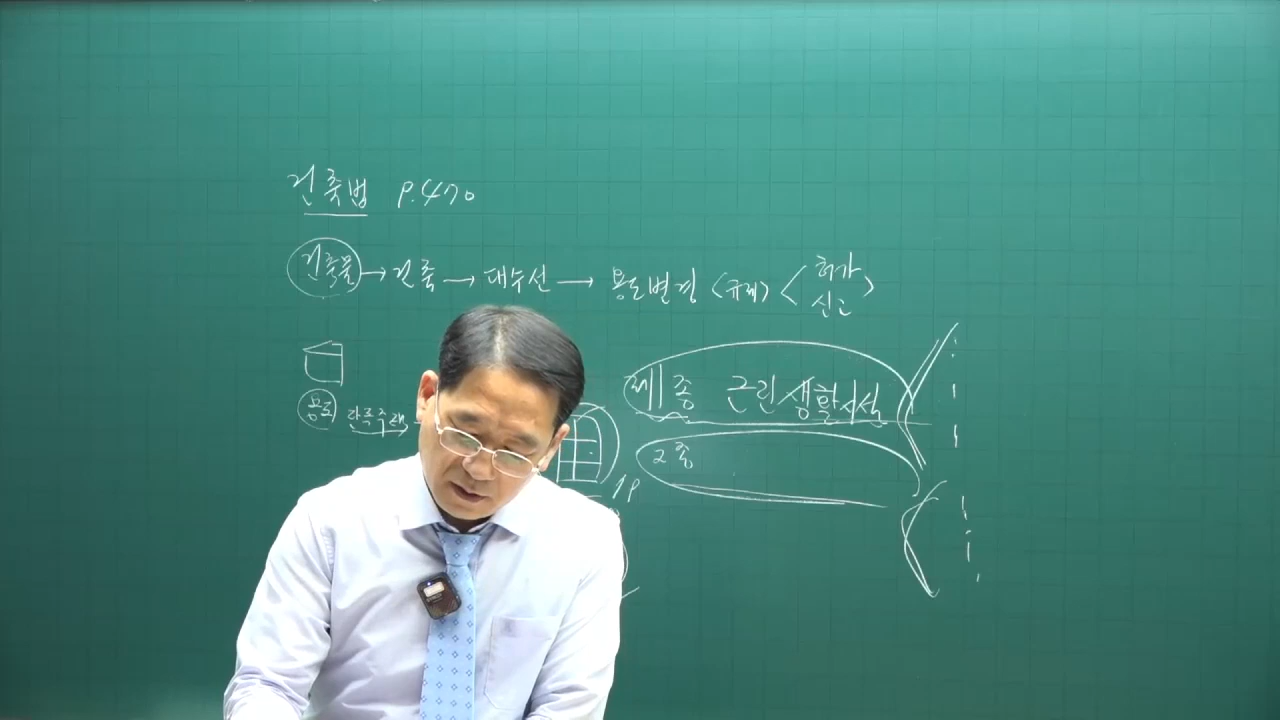 건축법 P.470
건축물 → 건축 → 대수선 → 용도변경 (규제) < 허가
신고 >
제1종 근린생활시설
용도 단독주택
2종